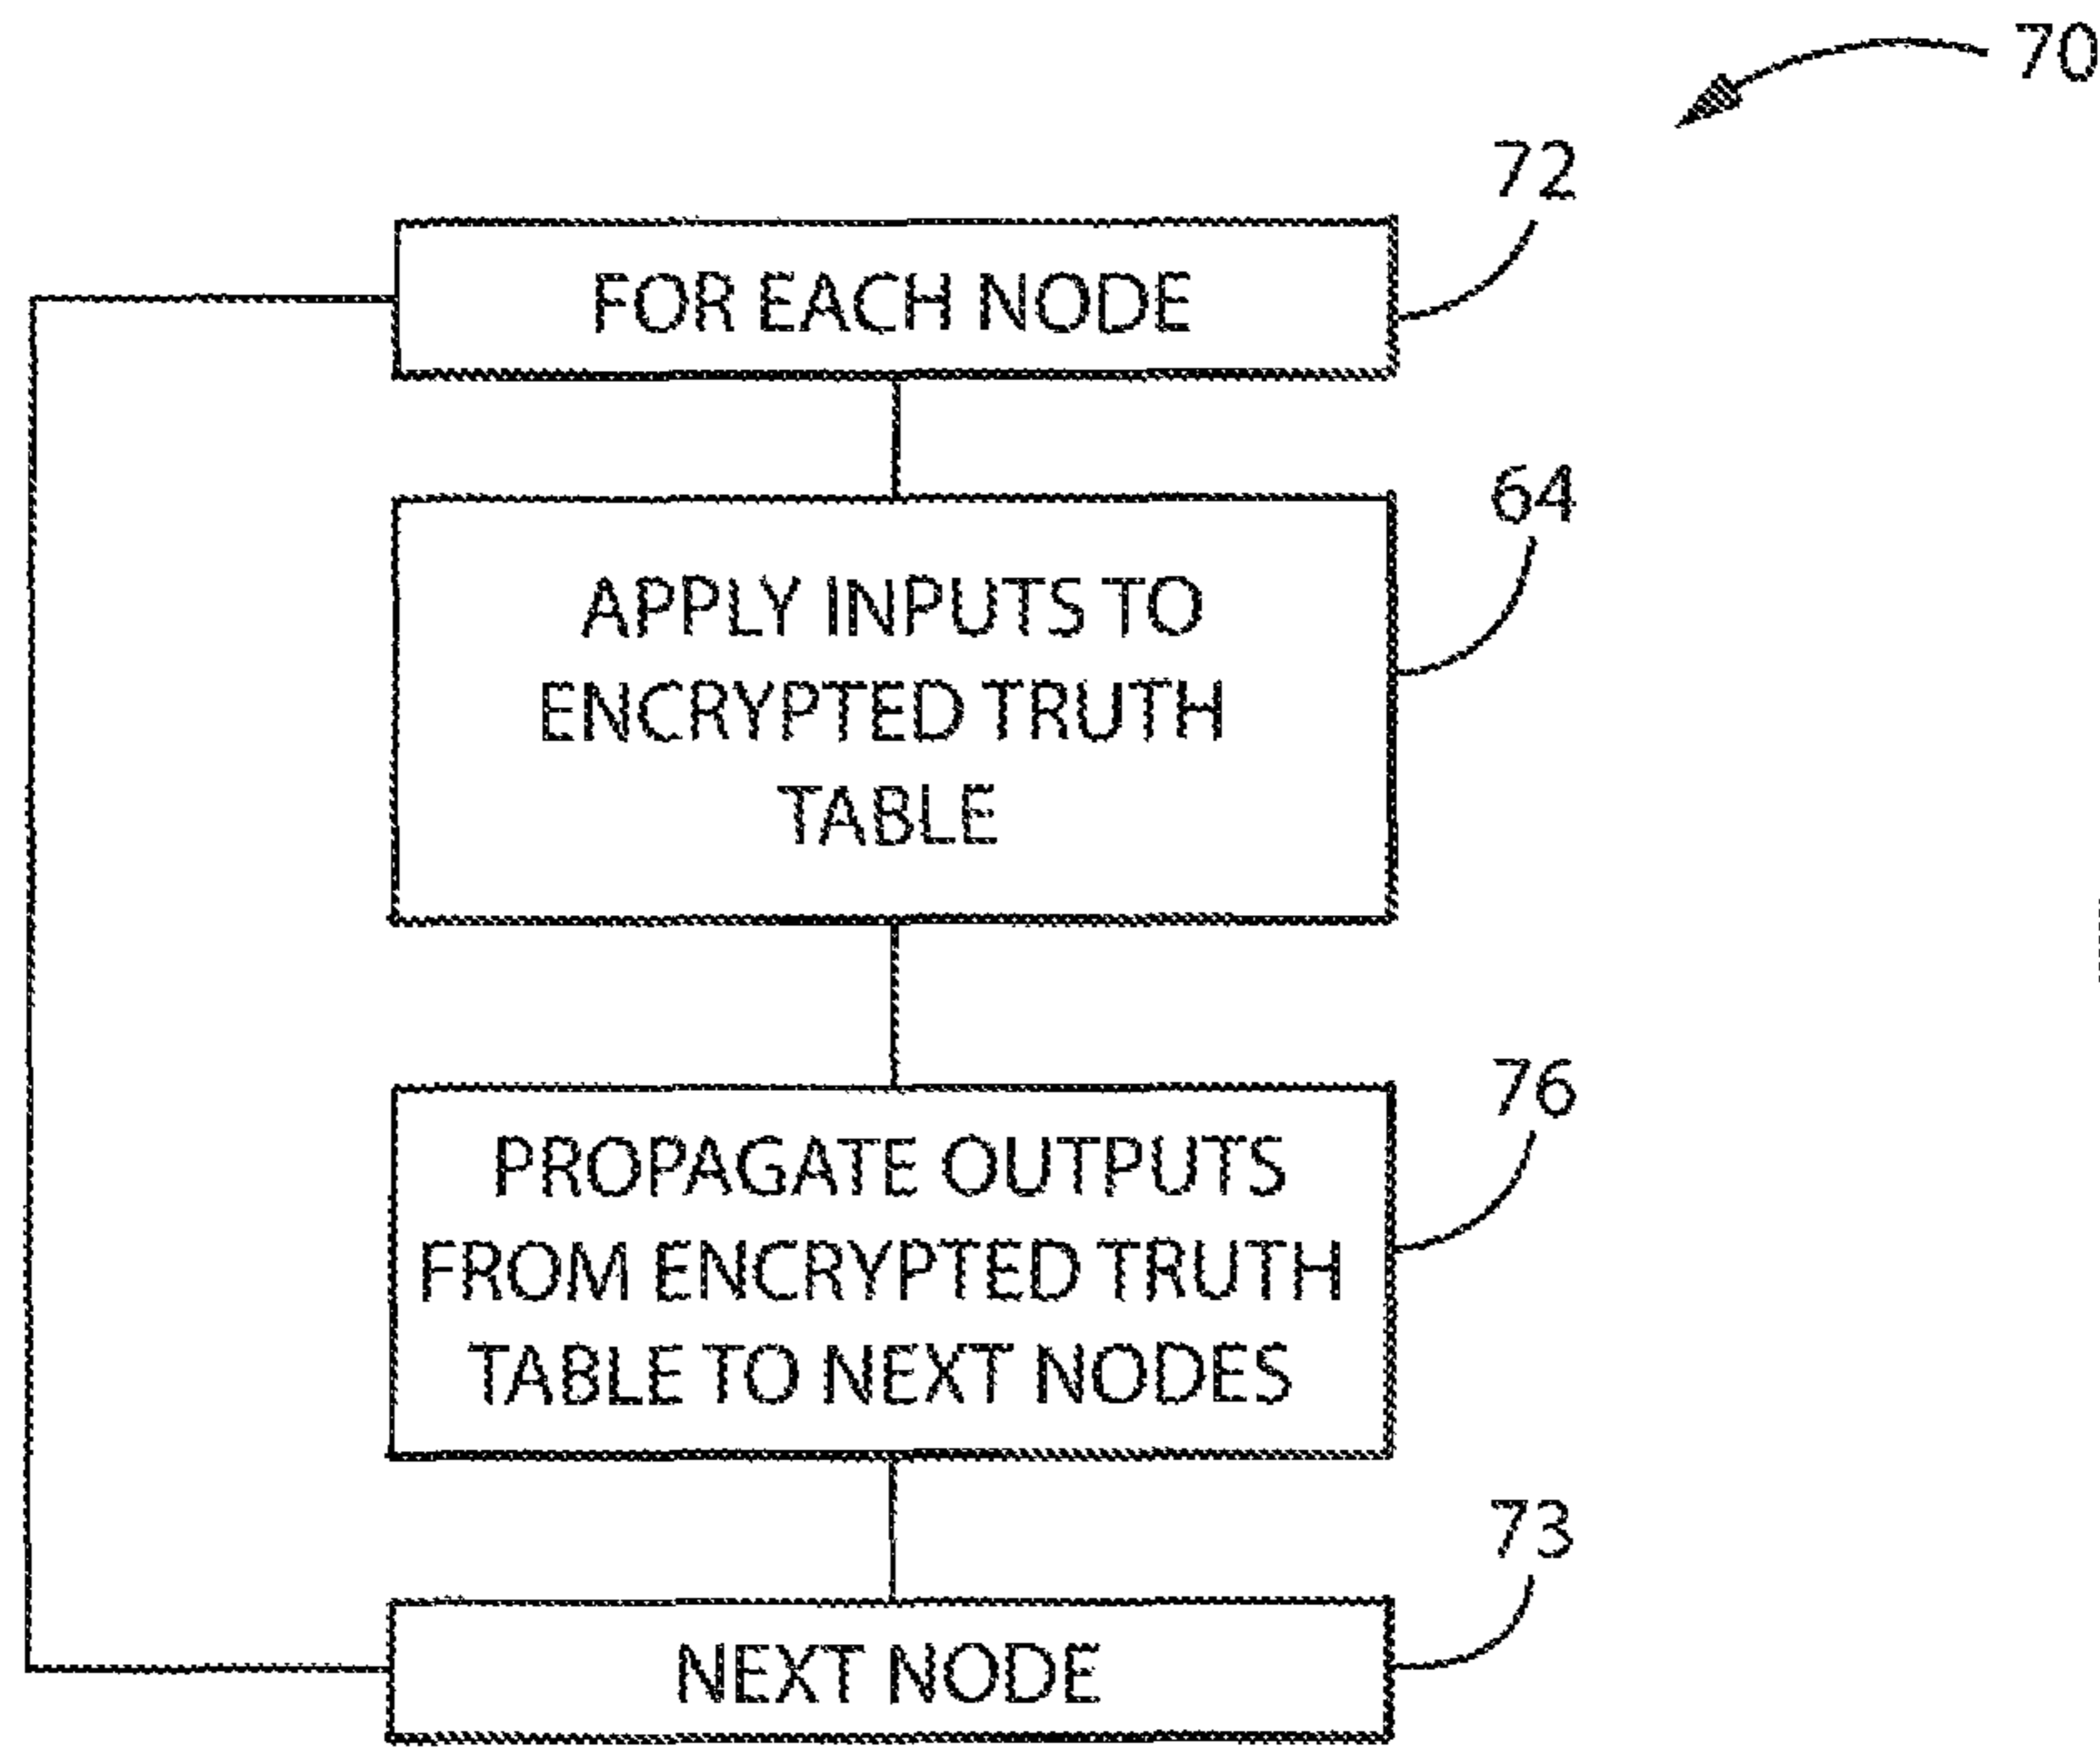 70
72
FOR EACH NODE
64
APPLY INPUTS TO
ENCRYPTED TRUTH
TABLE
76
PROPAGATE OUTPUTS
FROM ENCRYPTED TRUTH
TABLE TO NEXT NODES
73
NEXT NODE